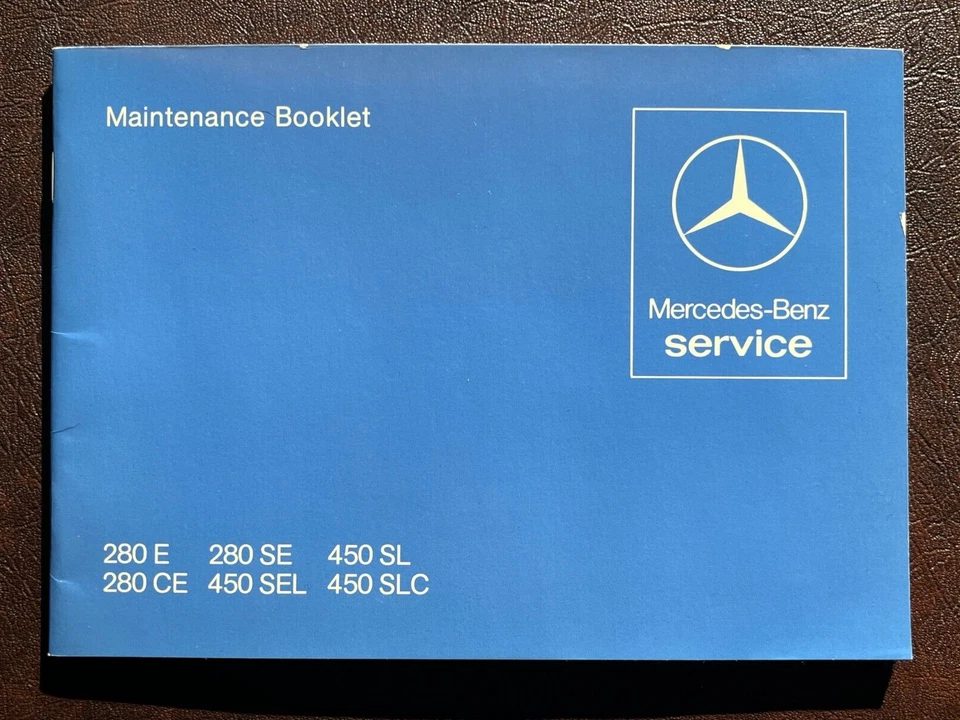 Maintenance Booklet
Mercedes-Benz
service
280 E 280 SE 450 SL
280 CE 450 SEL 450 SLC